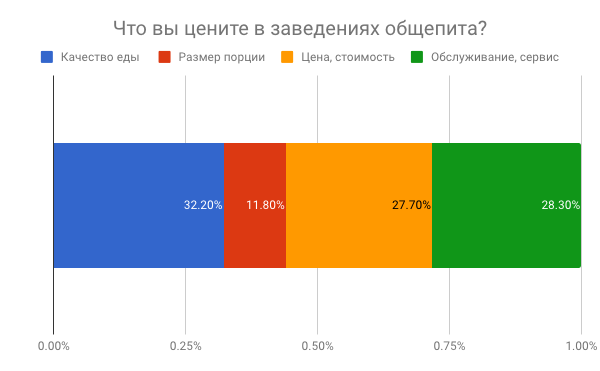 Что вы цените в заведениях общепита?
Качество еды Размер порции Цена, стоимость Обслуживание, сервис
32.20% 11.80% 27.70% 28.30%
0.00% 0.25% 0.50% 0.75% 1.00%